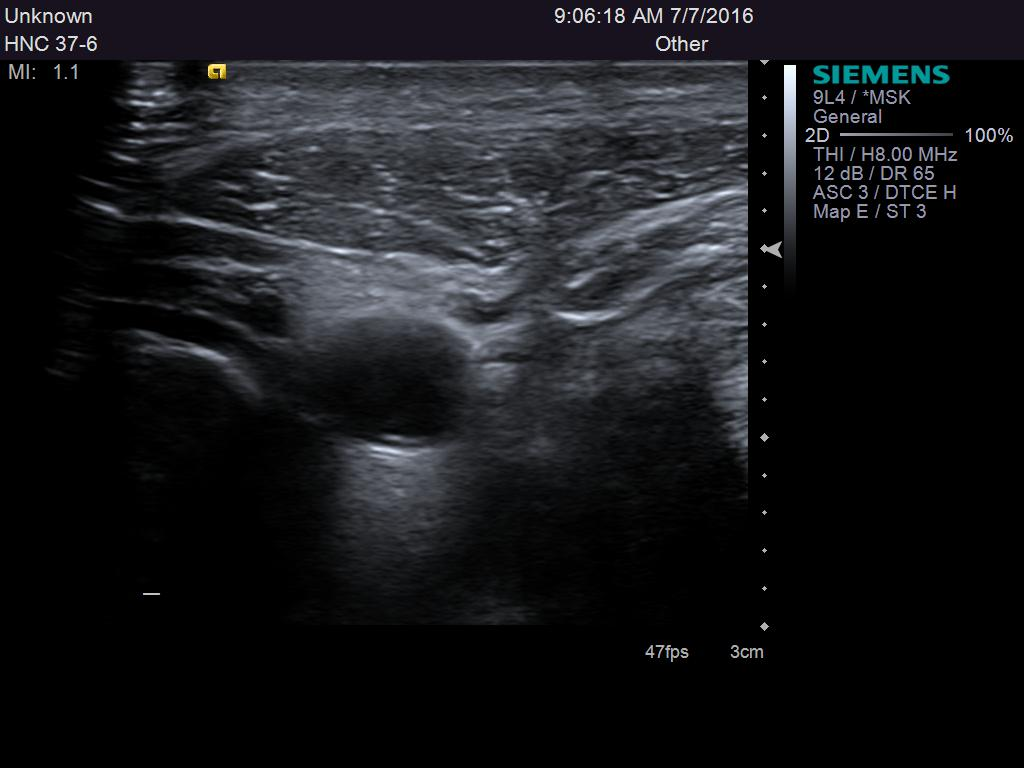 Unknown
9:06:18 AM 7/7/2016
HNC 37-6
Other
MI: 1.1
SIEMENS
9L4 / *MSK
General
2D 100%
THI / H8.00 MHz
12 dB / DR 65
ASC 3 / DTCE H
Map E / ST 3
47fps 3cm